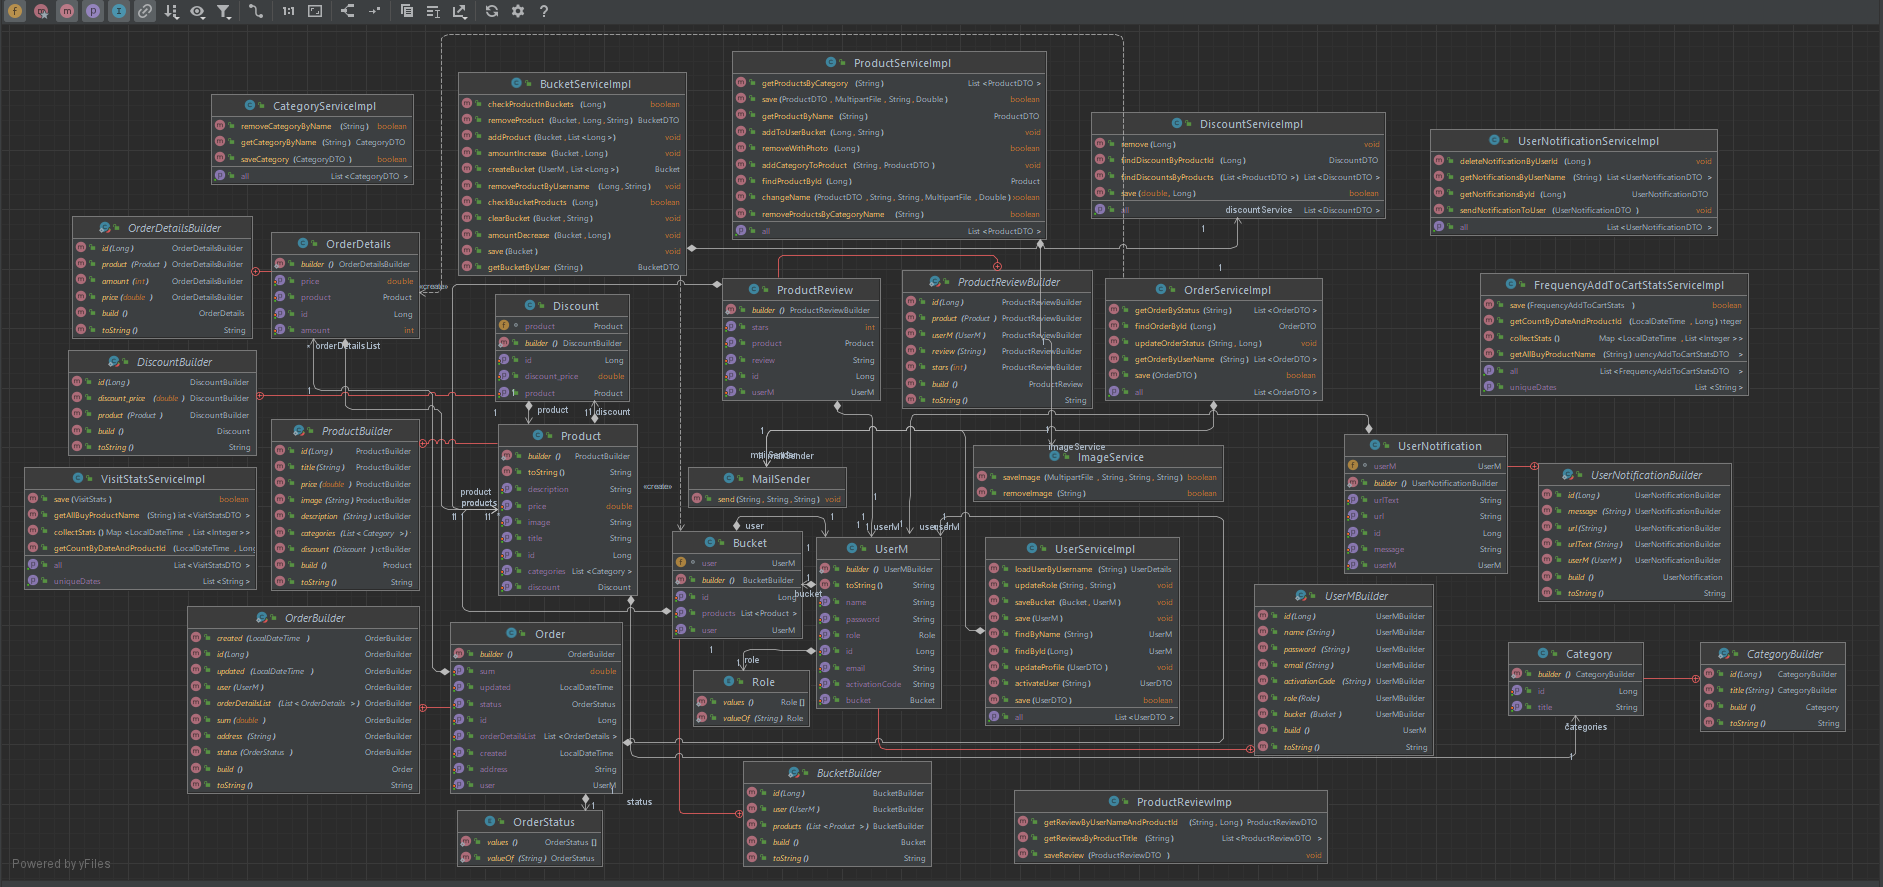 1:1
?
CategoryServiceImpl
removeCategoryByName (String) boolean
getCategoryByName (String) CategoryDTO
saveCategory (CategoryDTO ) boolean
all List <CategoryDTO >
BucketServiceImpl
checkProductInBuckets (Long) boolean
removeProduct (Bucket , Long , String) BucketDTO
addProduct (Bucket , List <Long >) void
amountIncrease (Bucket , Long) void
createBucket (UserM , List <Long >) Bucket
removeProductByUsername (Long, String) void
checkBucketProducts (Long) boolean
clearBucket (Bucket , String) void
amountDecrease (Bucket , Long) void
save (Bucket ) void
getBucketByUser (String) BucketDTO
ProductServiceImpl
getProductsByCategory (String) List <ProductDTO >
save (ProductDTO , MultipartFile , String , Double ) boolean
getProductByName (String) ProductDTO
addToUserBucket (Long , String) void
removeWithPhoto (Long) boolean
addCategoryToProduct (String , ProductDTO ) void
findProductById (Long) Product
changeName (ProductDTO , String , String , MultipartFile , Double ) boolean
removeProductsByCategoryName (String) boolean
all List <ProductDTO >
DiscountServiceImpl
remove (Long) void
findDiscountByProductId (Long) DiscountDTO
findDiscountsByProducts (List <ProductDTO >) List <DiscountDTO >
save (double , Long) boolean
all discountService List <DiscountDTO >
1
UserNotificationServiceImpl
deleteNotificationByUserId (Long) void
getNotificationsByUserName (String) List <UserNotificationDTO >
getNotificationsById (Long) UserNotificationDTO
sendNotificationToUser (UserNotificationDTO ) void
all List <UserNotificationDTO >
OrderDetailsBuilder
id (Long) OrderDetailsBuilder
product (Product ) OrderDetailsBuilder
amount (int) OrderDetailsBuilder
price (double ) OrderDetailsBuilder
build () OrderDetails
toString () String
OrderDetails
builder () OrderDetailsBuilder
price double
product Product
id Long
amount int
orderDetailsList
«create»
Discount
product Product
builder () DiscountBuilder
id Long
discount_price double
product Product
ProductReview
builder () ProductReviewBuilder
stars int
product Product
review String
id Long
userM UserM
ProductReviewBuilder
id (Long) ProductReviewBuilder
product (Product ) ProductReviewBuilder
userM (UserM ) ProductReviewBuilder
review (String ) ProductReviewBuilder
stars (int) ProductReviewBuilder
build () ProductReview
toString () String
1
OrderServiceImpl
getOrderByStatus (String) List <OrderDTO >
findOrderById (Long) OrderDTO
updateOrderStatus (String , Long) void
getOrderByUserName (String) List <OrderDTO >
save (OrderDTO ) boolean
all List <OrderDTO >
FrequencyAddToCartStatsServiceImpl
save (FrequencyAddToCartStats ) boolean
getCountByDateAndProductId (LocalDateTime , Long) nteger
collectStats () Map <LocalDateTime , List <Integer >>
getAllBuyProductName (String) quencyAddToCartStatsDTO >
all List <FrequencyAddToCartStatsDTO >
uniqueDates List <String >
DiscountBuilder
id (Long) DiscountBuilder
discount_price (double ) DiscountBuilder
product (Product ) DiscountBuilder
build () Discount
toString () String
1
1 product 11 discount
ProductBuilder
id (Long) ProductBuilder
title (String ) ProductBuilder
price (double ) ProductBuilder
image (String ) ProductBuilder
description (String ) uctBuilder
categories (List < Category >)
discount (Discount ) uctBuilder
build () Product
toString () String
Product
builder () ProductBuilder
toString () String
description String
price double
image String
title String
id Long
categories List <Category >
discount Discount
product
products
«create»
VisitStatsServiceImpl
save (VisitStats ) boolean
getAllBuyProductName (String) ist <VisitStatsDTO >
collectStats () Map <LocalDateTime , List <Integer >>
getCountByDateAndProductId (LocalDateTime , Long
all List <VisitStatsDTO >
uniqueDates List <String >
1
mailSender
MailSender
send (String , String , String ) void
imageService
ImageService
saveImage (MultipartFile , String , String , String ) boolean
removeImage (String ) boolean
UserNotification
userM UserM
builder () UserNotificationBuilder
urlText String
url String
id Long
message String
userM UserM
UserNotificationBuilder
id (Long) UserNotificationBuilder
message (String ) UserNotificationBuilder
url (String ) UserNotificationBuilder
urlText (String ) UserNotificationBuilder
userM (UserM ) UserNotificationBuilder
build () UserNotification
toString () String
user 1
1 userM
userM
Bucket
user UserM
builder () BucketBuilder
id Long
products List <Product >
user UserM
1
bucket
UserM
builder () UserMBuilder
toString () String
name String
password String
role Role
id Long
email String
activationCode String
bucket Bucket
UserServiceImpl
loadUserByUsername (String ) UserDetails
updateRole (String , String ) void
saveBucket (Bucket , UserM ) void
save (UserM ) void
findByName (String ) UserM
findById (Long) UserM
updateProfile (UserDTO ) void
activateUser (String ) UserDTO
save (UserDTO ) boolean
all List <UserDTO >
UserMBuilder
id (Long) UserMBuilder
name (String ) UserMBuilder
password (String ) UserMBuilder
email (String ) UserMBuilder
activationCode (String ) UserMBuilder
role (Role ) UserMBuilder
bucket (Bucket ) UserMBuilder
build () UserM
toString () String
OrderBuilder
created (LocalDateTime ) OrderBuilder
id (Long) OrderBuilder
updated (LocalDateTime ) OrderBuilder
user (UserM ) OrderBuilder
orderDetailsList (List < OrderDetails >) OrderBuilder
sum (double ) OrderBuilder
address (String ) OrderBuilder
status (OrderStatus ) OrderBuilder
build () Order
toString () String
Order
builder () OrderBuilder
sum double
updated LocalDateTime
status OrderStatus
id Long
orderDetailsList List <OrderDetails >
created LocalDateTime
address String
user UserM
1 status
1
1 role
Role
values () Role []
valueOf (String ) Role
Category
builder () CategoryBuilder
id Long
title String
categories
1
CategoryBuilder
id (Long) CategoryBuilder
title (String ) CategoryBuilder
build () Category
toString () String
OrderStatus
values () OrderStatus []
valueOf (String ) OrderStatus
BucketBuilder
id (Long) BucketBuilder
user (UserM ) BucketBuilder
products (List <Product >) BucketBuilder
build () Bucket
toString () String
ProductReviewImp
getReviewByUserNameAndProductId (String , Long ) ProductReviewDTO
getReviewsByProductTitle (String ) List <ProductReviewDTO >
saveReview (ProductReviewDTO ) void
Powered by yFiles